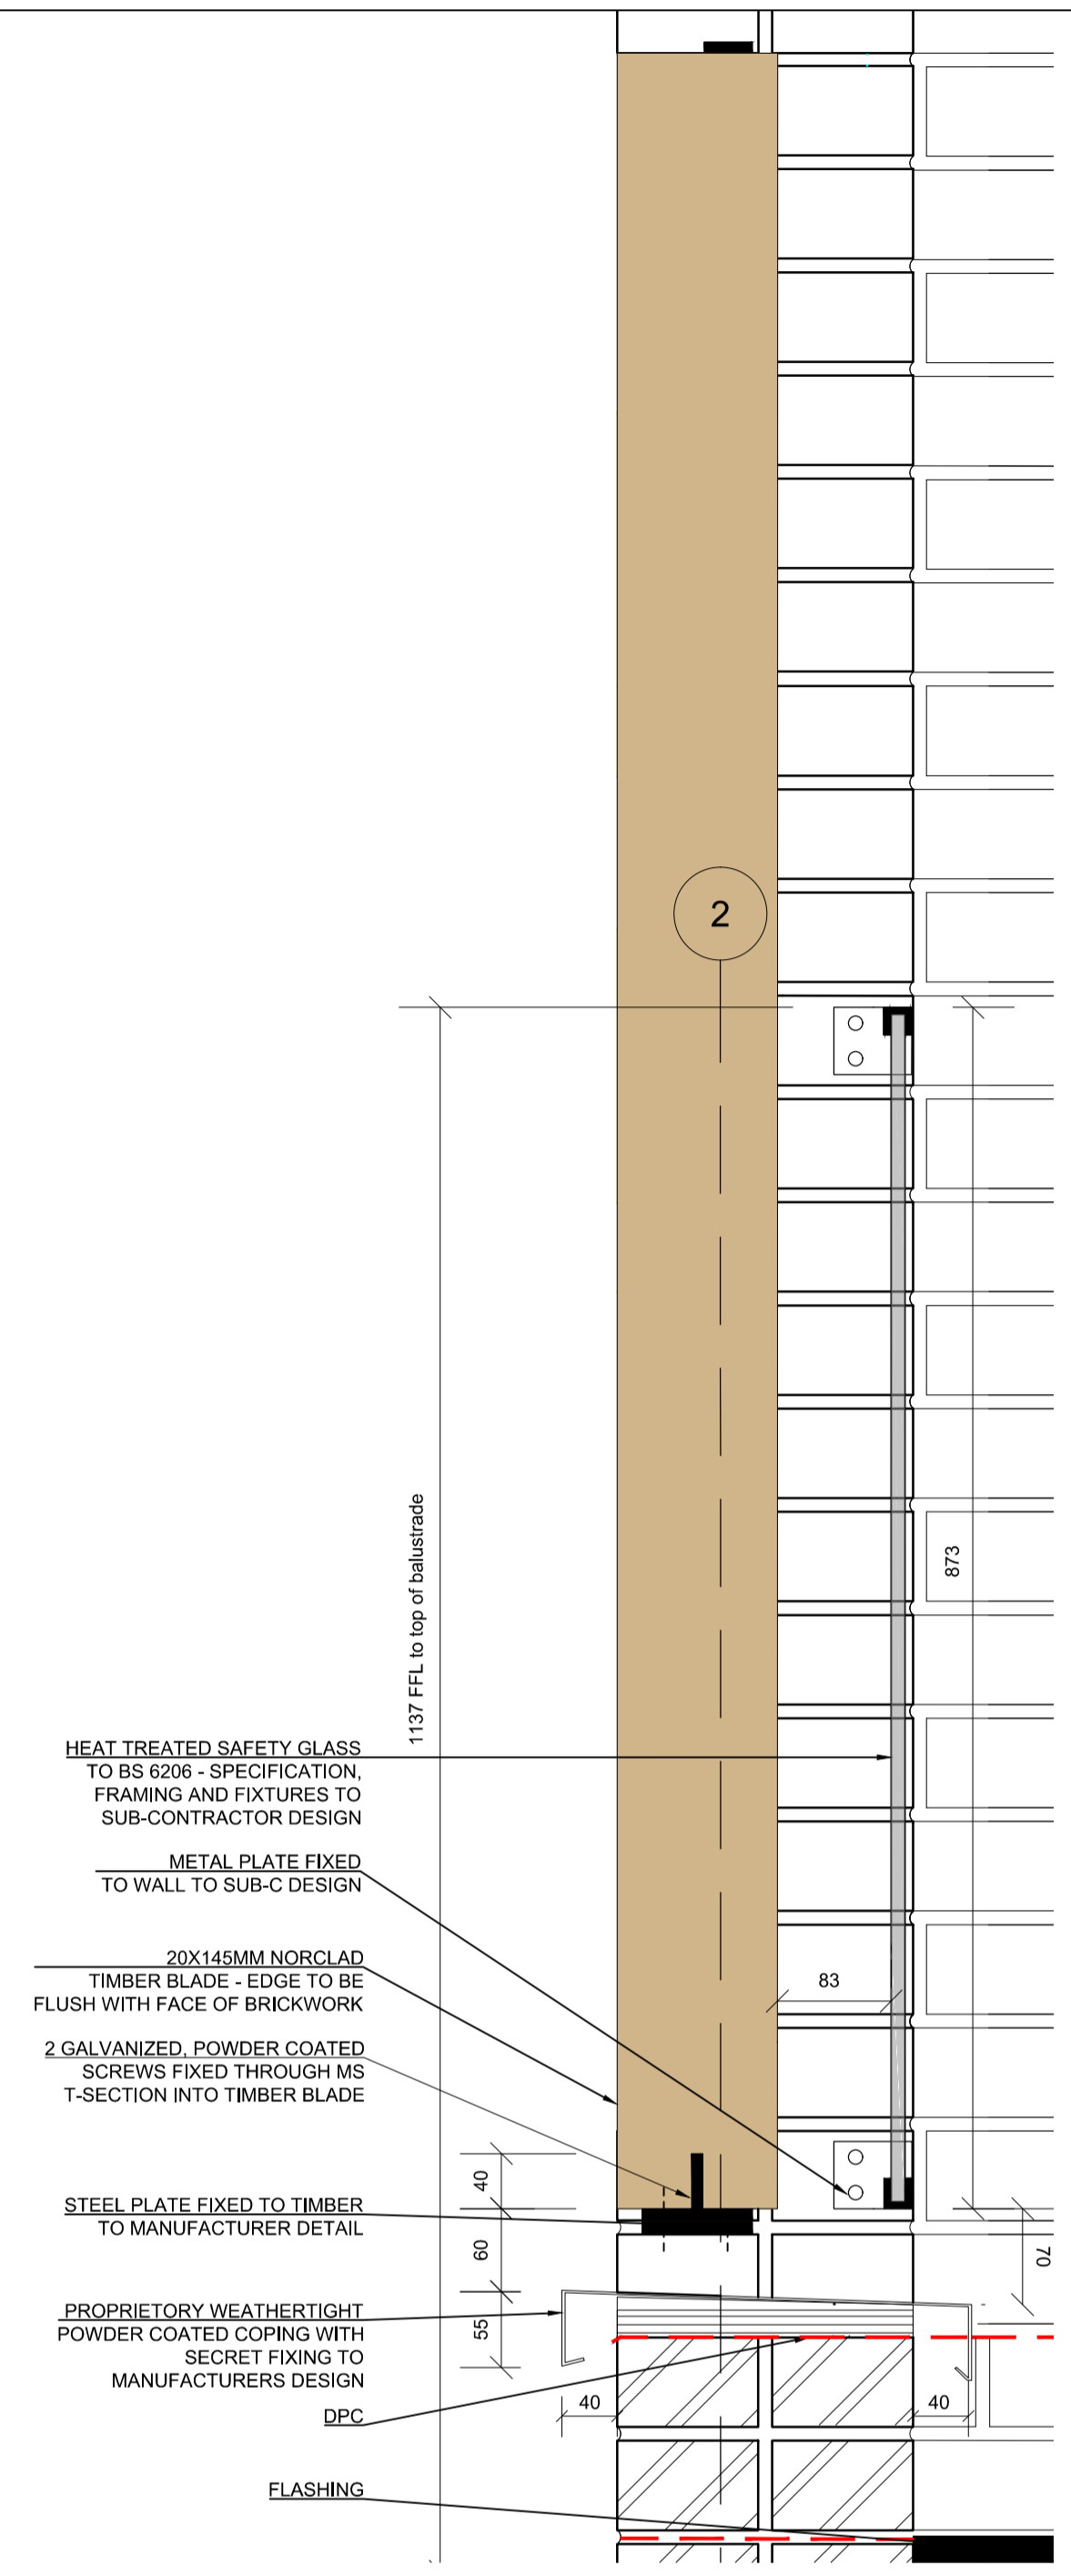 2
1137 FFL to top of balustrade
873
HEAT TREATED SAFETY GLASS
TO BS 6206 - SPECIFICATION,
FRAMING AND FIXTURES TO
SUB-CONTRACTOR DESIGN
METAL PLATE FIXED
TO WALL TO SUB-C DESIGN
20X145MM NORCLAD
TIMBER BLADE - EDGE TO BE
FLUSH WITH FACE OF BRICKWORK
83
2 GALVANIZED, POWDER COATED
SCREWS FIXED THROUGH MS
T-SECTION INTO TIMBER BLADE
40
STEEL PLATE FIXED TO TIMBER
TO MANUFACTURER DETAIL
60
70
PROPRIETORY WEATHERTIGHT
POWDER COATED COPING WITH
SECRET FIXING TO
MANUFACTURERS DESIGN
55
40
40
DPC
FLASHING